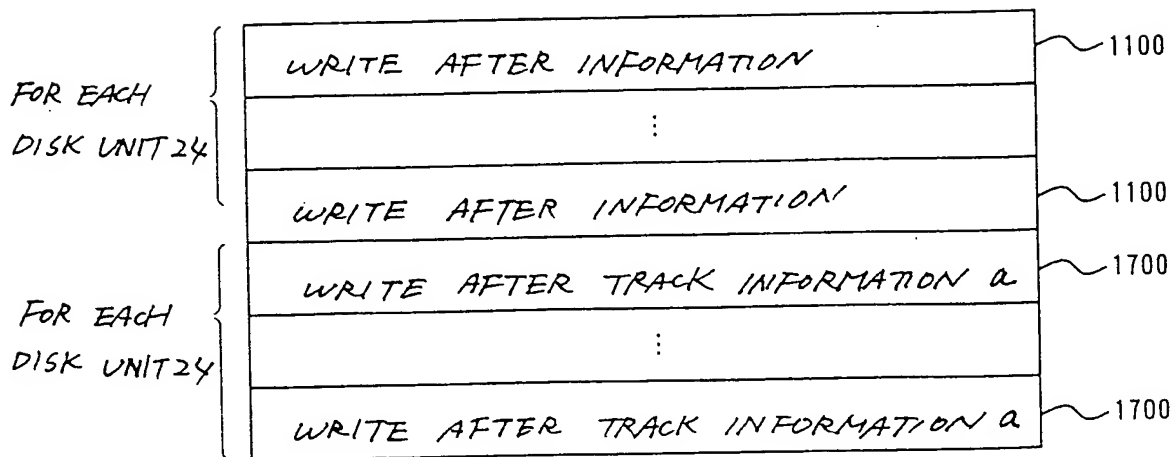 FOR EACH
DISK UNIT 24
WRITE AFTER INFORMATION
1100
⋮
WRITE AFTER INFORMATION
1100
FOR EACH
DISK UNIT 24
WRITE AFTER TRACK INFORMATION a
1700
⋮
WRITE AFTER TRACK INFORMATION a
1700